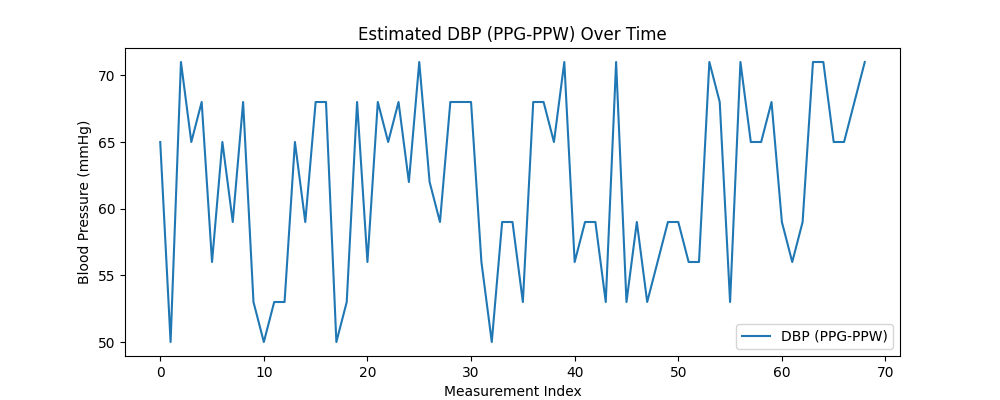 Estimated DBP (PPG-PPW) Over Time
Blood Pressure (mmHg)
70
65
60
55
50
0 10 20 30 40 50 60 70
Measurement Index
DBP (PPG-PPW)